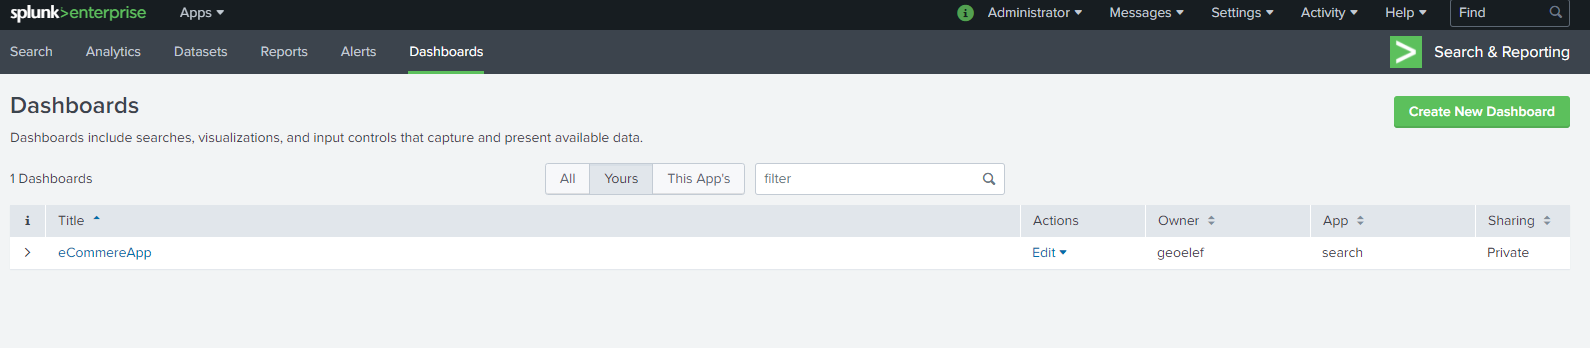 splunk>enterprise Apps Administrator Messages Settings Activity Help Find
Search Analytics Datasets Reports Alerts Dashboards Search & Reporting
Dashboards
Create New Dashboard
Dashboards include searches, visualizations, and input controls that capture and present available data.
1 Dashboards All Yours This App's filter
i Title Actions Owner App Sharing
eCommereApp Edit geoelef search Private